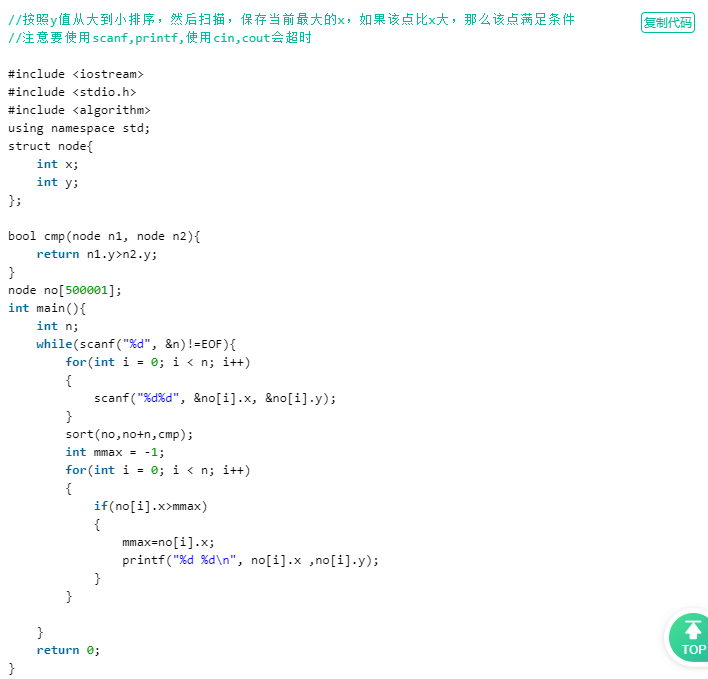 //按照y值从大到小排序，然后扫描，保存当前最大的x，如果该点比x大，那么该点满足条件
复制代码
//注意要使用scanf,printf,使用cin,cout会超时
#include <iostream>
#include <stdio.h>
#include <algorithm>
using namespace std;
struct node{
    int x;
    int y;
};
bool cmp(node n1, node n2){
    return n1.y>n2.y;
}
node no[500001];
int main(){
    int n;
    while(scanf("%d", &n)!=EOF){
        for(int i = 0; i < n; i++)
        {
            scanf("%d%d", &no[i].x, &no[i].y);
        }
        sort(no,no+n,cmp);
        int mmax = -1;
        for(int i = 0; i < n; i++)
        {
            if(no[i].x>mmax)
            {
                mmax=no[i].x;
                printf("%d %d\n", no[i].x ,no[i].y);
            }
        }
    }
    return 0;
}
TOP